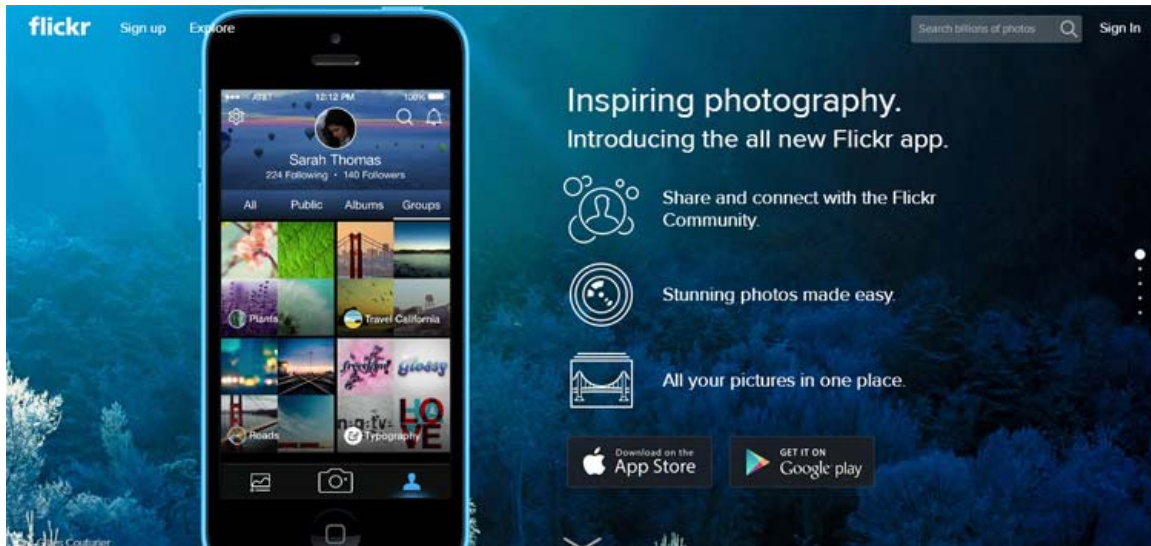 flickr
Sign up
Explore
Search billions of photos
Sign In
AT&T
12:12 PM
100%
Sarah Thomas
224 Following • 140 Followers
All
Public
Albums
Groups
Plants
Travel California
freedom
Glossy
Roads
LO
VE
& Typography
Inspiring photography.
Introducing the all new Flickr app.
Share and connect with the Flickr
Community.
Stunning photos made easy.
All your pictures in one place.
Download on the
App Store
GET IT ON
Google play
Couturier